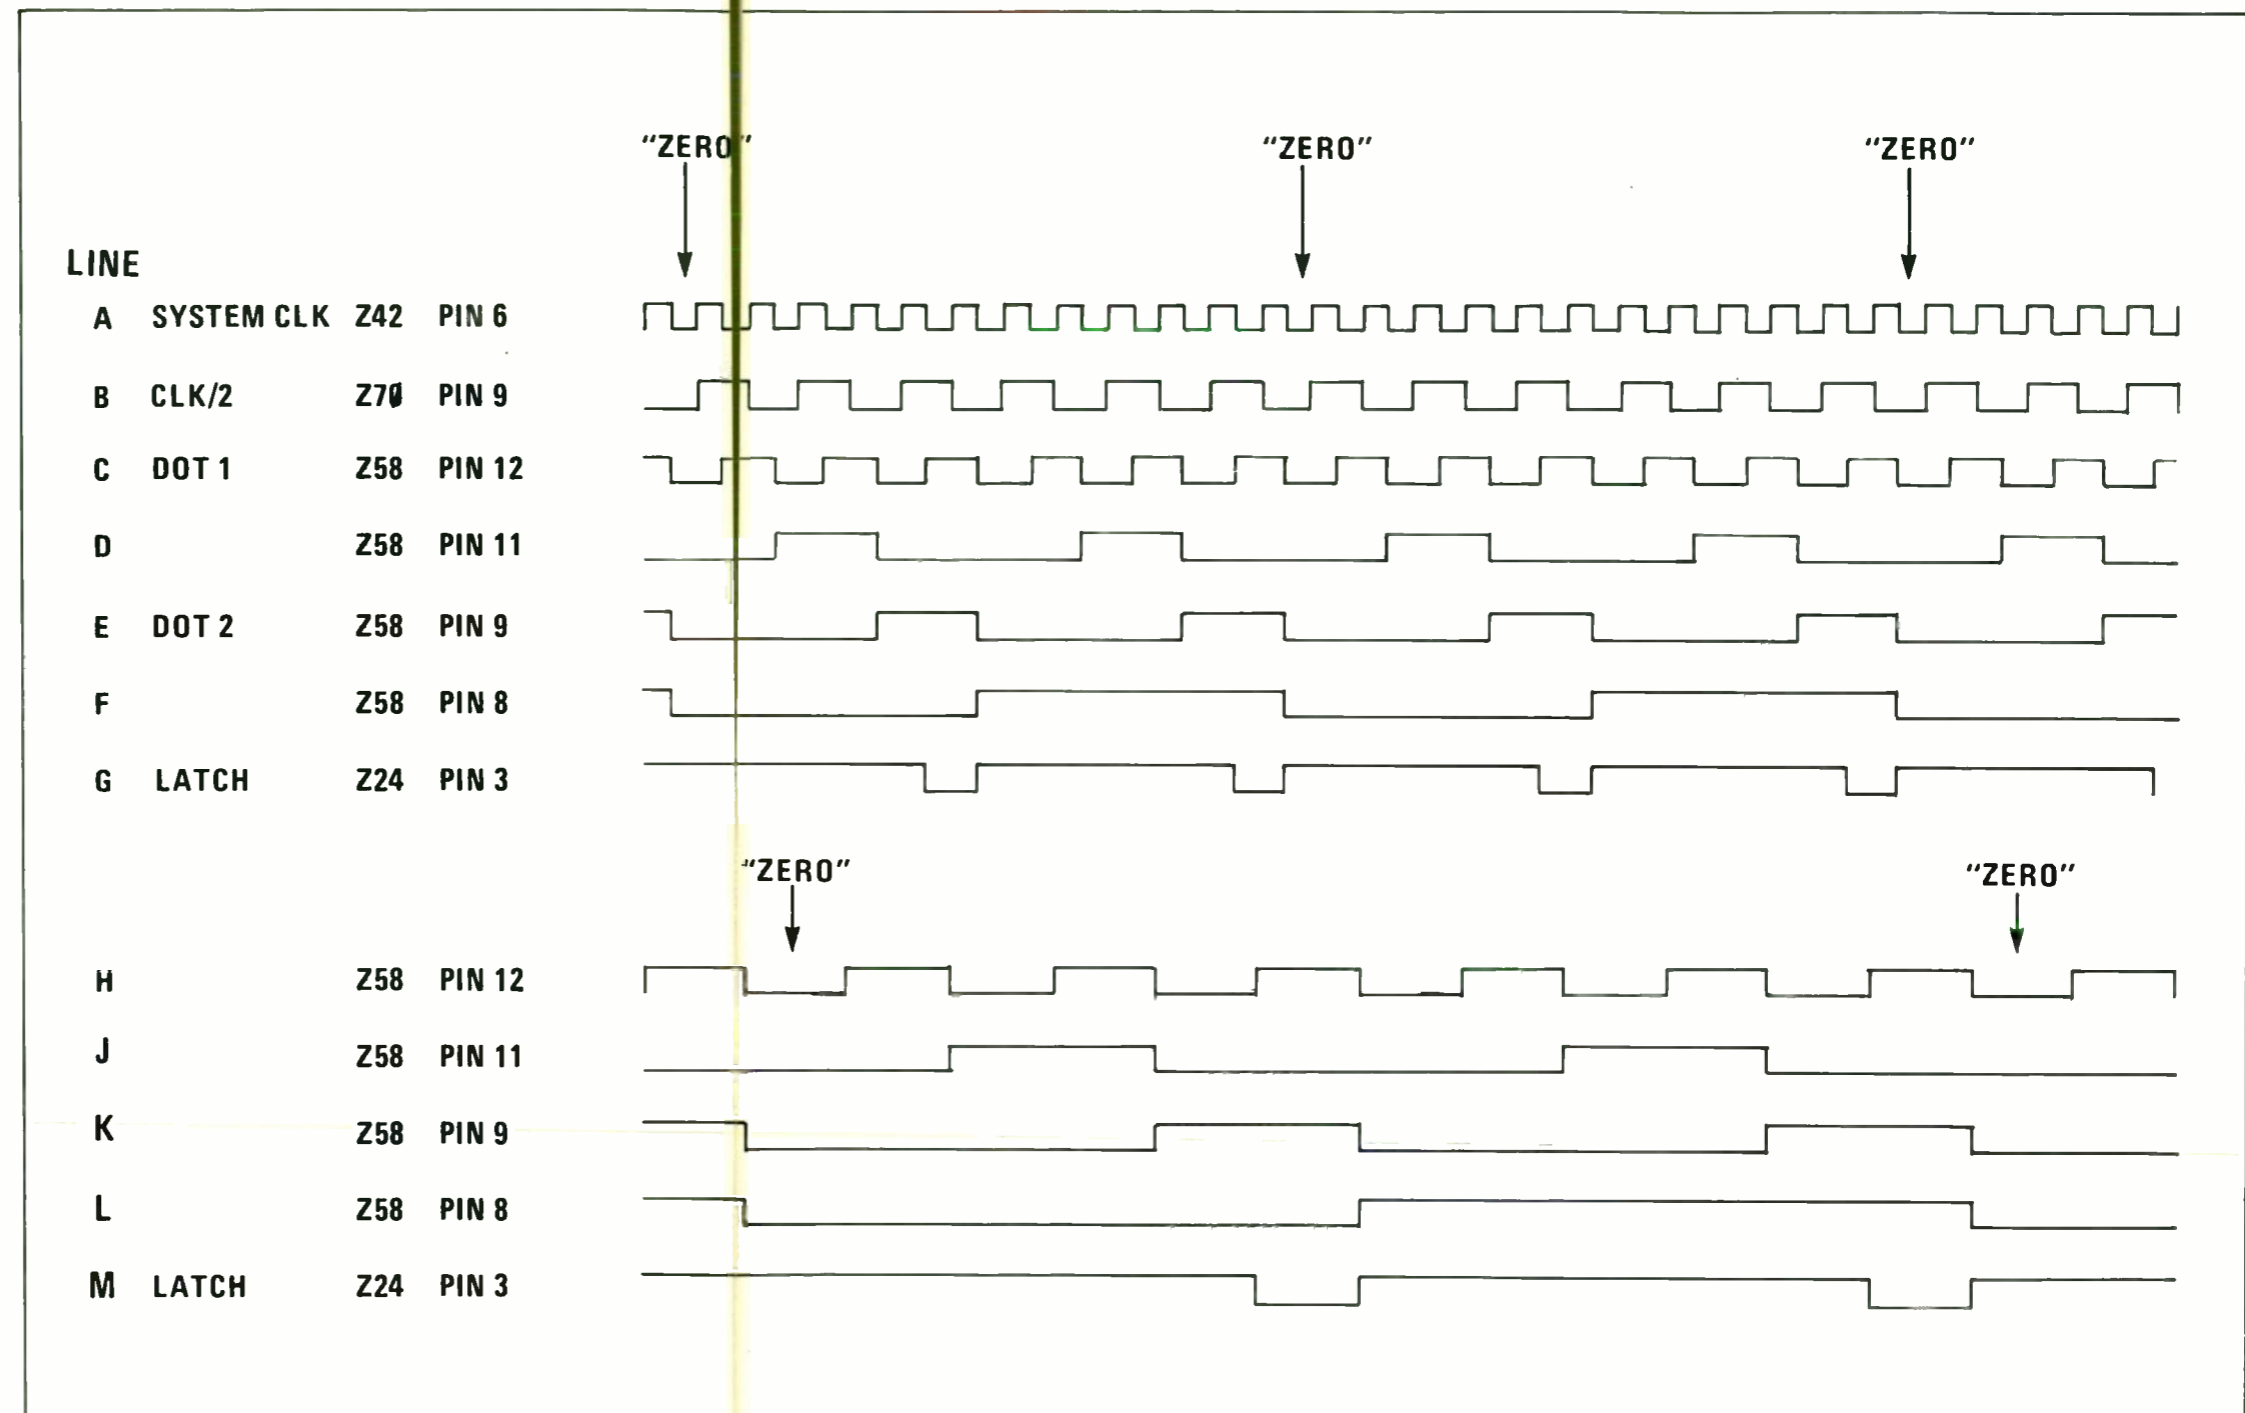 "ZERO" "ZERO" "ZERO"
LINE
A SYSTEM CLK Z42 PIN 6
B CLK/2 Z70 PIN 9
C DOT 1 Z58 PIN 12
D Z58 PIN 11
E DOT 2 Z58 PIN 9
F Z58 PIN 8
G LATCH Z24 PIN 3
"ZERO" "ZERO"
H Z58 PIN 12
J Z58 PIN 11
K Z58 PIN 9
L Z58 PIN 8
M LATCH Z24 PIN 3